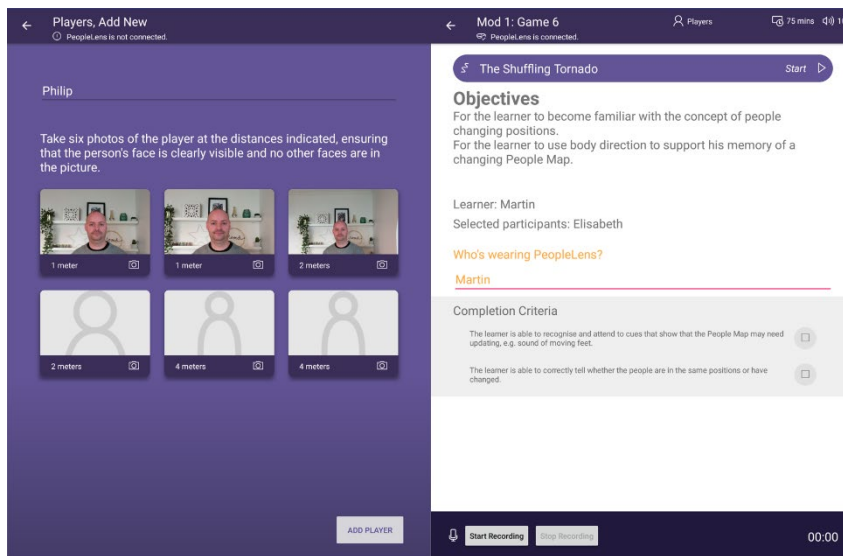 Players, Add New
PeopleLens is not connected.
Philip
Take six photos of the player at the distances indicated, ensuring
that the person's face is clearly visible and no other faces are in
the picture.
1 meter
1 meter
2 meters
2 meters
4 meters
4 meters
ADD PLAYER
Mod 1: Game 6
PeopleLens is connected.
Players
75 mins
The Shuffling Tornado
Start
Objectives
For the learner to become familiar with the concept of people
changing positions.
For the learner to use body direction to support his memory of a
changing People Map.
Learner: Martin
Selected participants: Elisabeth
Who's wearing PeopleLens?
Martin
Completion Criteria
The learner is able to recognise and attend to cues that show that the People Map may need
updating, e.g. sound of moving feet.
The learner is able to correctly tell whether the people are in the same positions or have
changed.
Start Recording
Stop Recording
00:00